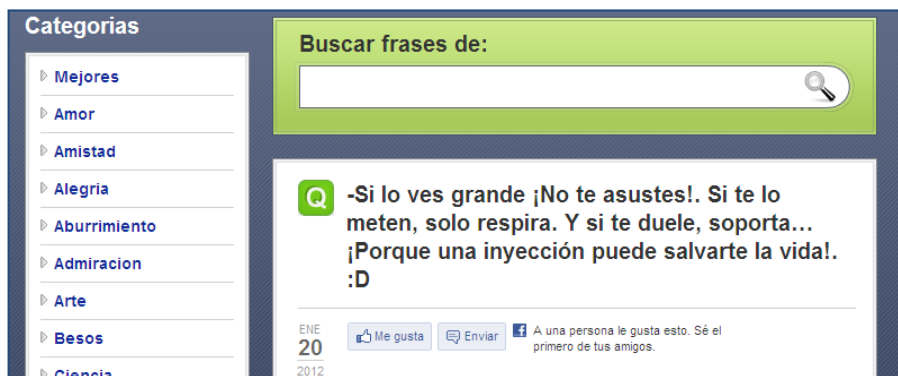 Categorias
Mejores
Amor
Amistad
Alegria
Aburrimiento
Admiracion
Arte
Besos
Ciencia
Buscar frases de:
Q
-Si lo ves grande ¡No te asustes!. Si te lo
meten, solo respira. Y si te duele, soporta...
¡Porque una inyección puede salvarte la vida!.
:D
ENE
20
2012
Me gusta
Enviar
f
A una persona le gusta esto. Sé el
primero de tus amigos.